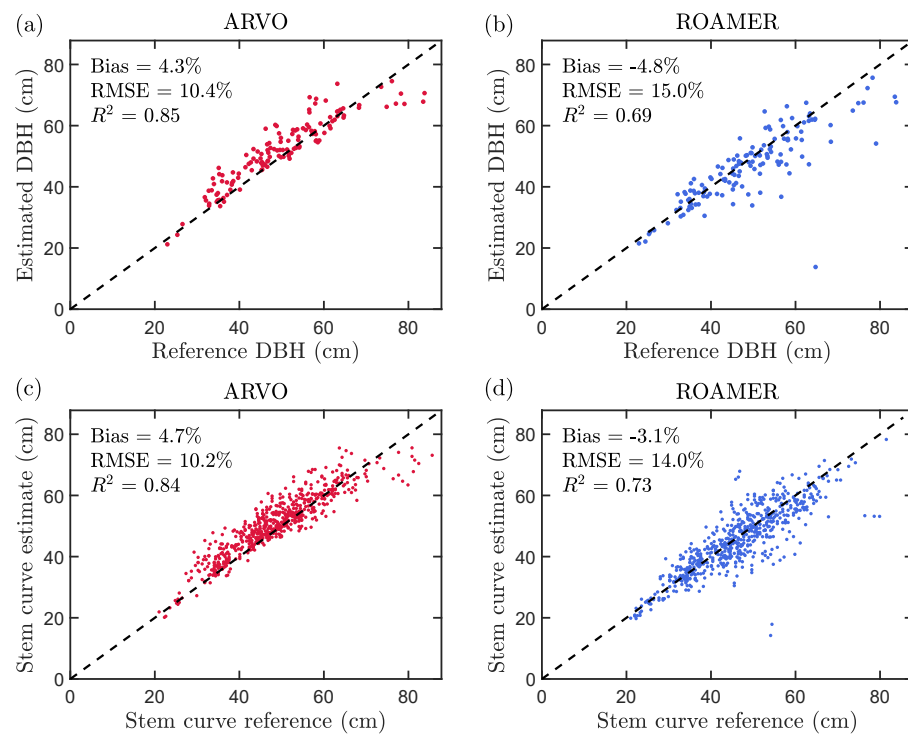 (a)
ARVO
Bias = 4.3%
RMSE = 10.4%
R² = 0.85
Estimated DBH (cm)
80
60
40
20
0
0 20 40 60 80
Reference DBH (cm)
(b)
ROAMER
Bias = -4.8%
RMSE = 15.0%
R² = 0.69
Estimated DBH (cm)
80
60
40
20
0
0 20 40 60 80
Reference DBH (cm)
(c)
ARVO
Bias = 4.7%
RMSE = 10.2%
R² = 0.84
Stem curve estimate (cm)
80
60
40
20
0
0 20 40 60 80
Stem curve reference (cm)
(d)
ROAMER
Bias = -3.1%
RMSE = 14.0%
R² = 0.73
Stem curve estimate (cm)
80
60
40
20
0
0 20 40 60 80
Stem curve reference (cm)